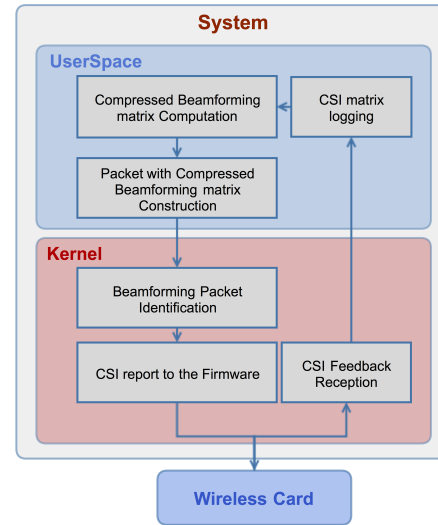 System
UserSpace
Compressed Beamforming
matrix Computation
CSI matrix
logging
Packet with Compressed
Beamforming matrix
Construction
Kernel
Beamforming Packet
Identification
CSI report to the Firmware
CSI Feedback
Reception
Wireless Card